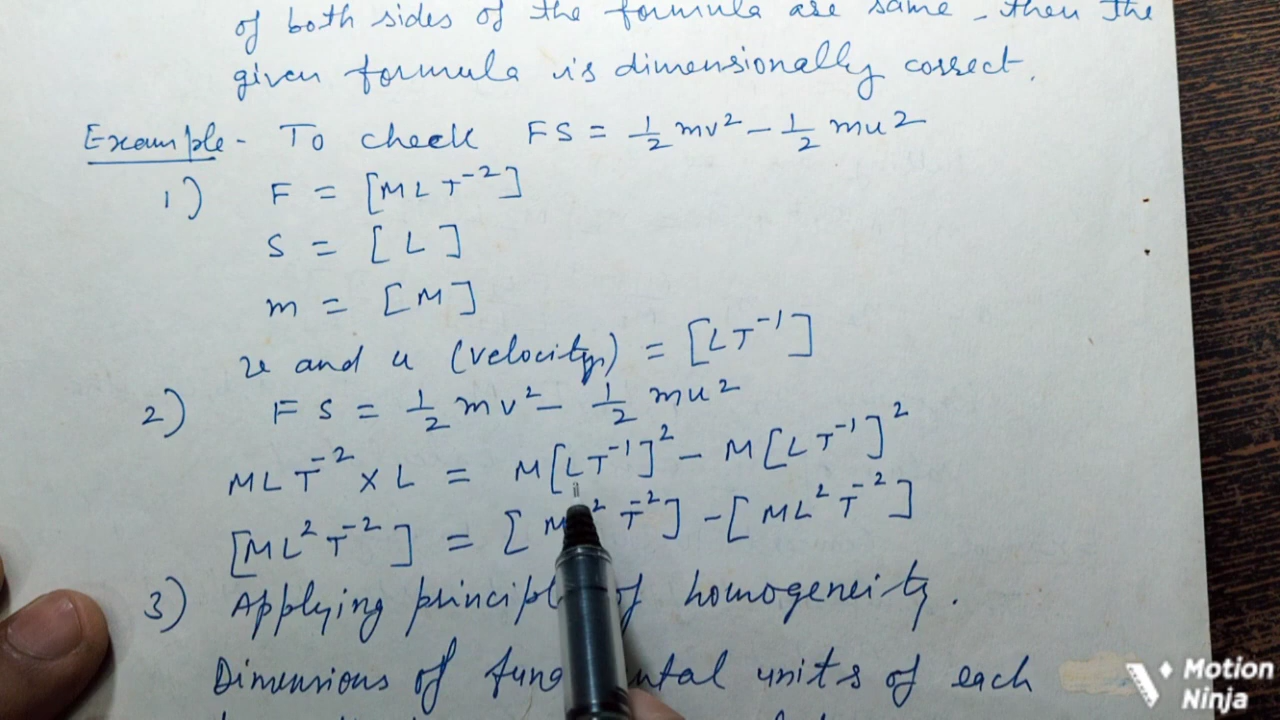 of both sides of the formula are same - then the
given formula is dimensionally correct.
Example - To check FS = 1/2 mv² - 1/2 mu²
1) F = [MLT⁻²]
S = [L]
m = [M]
v and u (velocity) = [LT⁻¹]
2) FS = 1/2 mv² - 1/2 mu²
MLT⁻² × L = M[LT⁻¹]² - M[LT⁻¹]²
[ML²T⁻²] = [M ² T⁻²] - [ML²T⁻²]
3) Applying principle of homogeneity.
Dimensions of units of each
Motion
Ninja